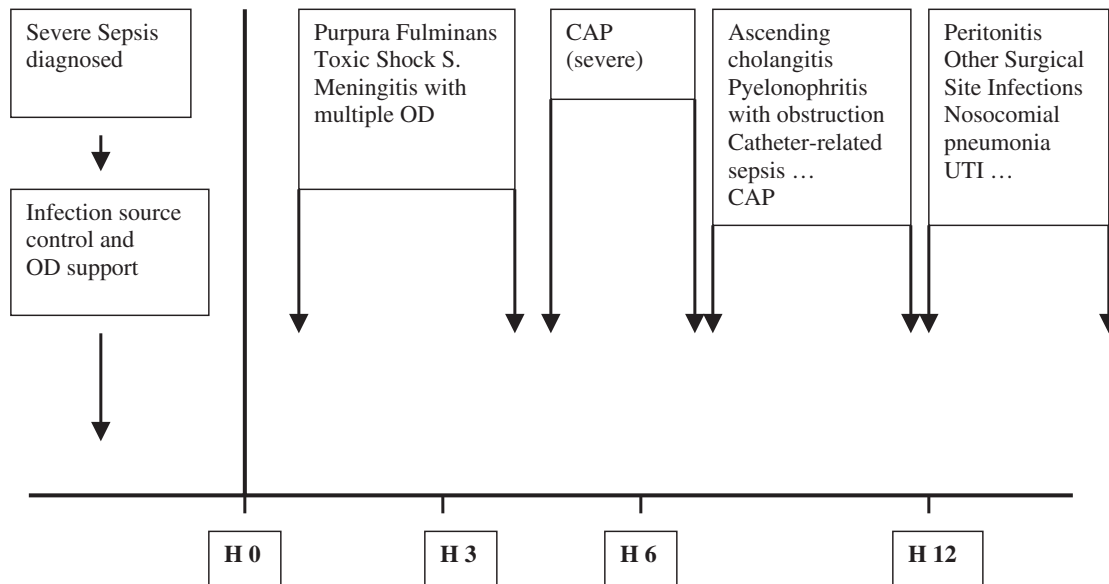 Severe Sepsis
diagnosed
Infection source
control and
OD support
Purpura Fulminans
Toxic Shock S.
Meningitis with
multiple OD
CAP
(severe)
Ascending
cholangitis
Pyelonophritis
with obstruction
Catheter-related
sepsis …
CAP
Peritonitis
Other Surgical
Site Infections
Nosocomial
pneumonia
UTI …
H 0
H 3
H 6
H 12